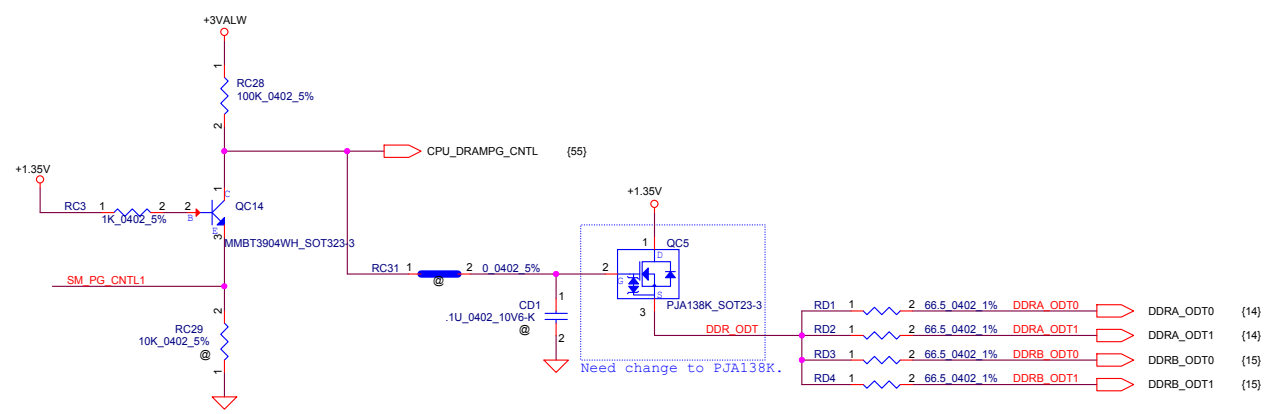 +3VALW
1
RC28
100K_0402_5%
2
CPU_DRAMPG_CNTL {55}
+1.35V
1
C
RC3 1 2 2 QC14
1K_0402_5% B
E
3 MMBT3904WH_SOT323-3
SM_PG_CNTL1
2
RC29
10K_0402_5%
@
1
RC31 1 2 0_0402_5%
@
1
CD1
.1U_0402_10V6-K
@ 2
+1.35V
1 QC5
D
2
G
S
PJA138K_SOT23-3
3
DDR_ODT
Need change to PJA138K.
RD1 1 2 66.5_0402_1% DDRA_ODT0 DDRA_ODT0 {14}
RD2 1 2 66.5_0402_1% DDRA_ODT1 DDRA_ODT1 {14}
RD3 1 2 66.5_0402_1% DDRB_ODT0 DDRB_ODT0 {15}
RD4 1 2 66.5_0402_1% DDRB_ODT1 DDRB_ODT1 {15}